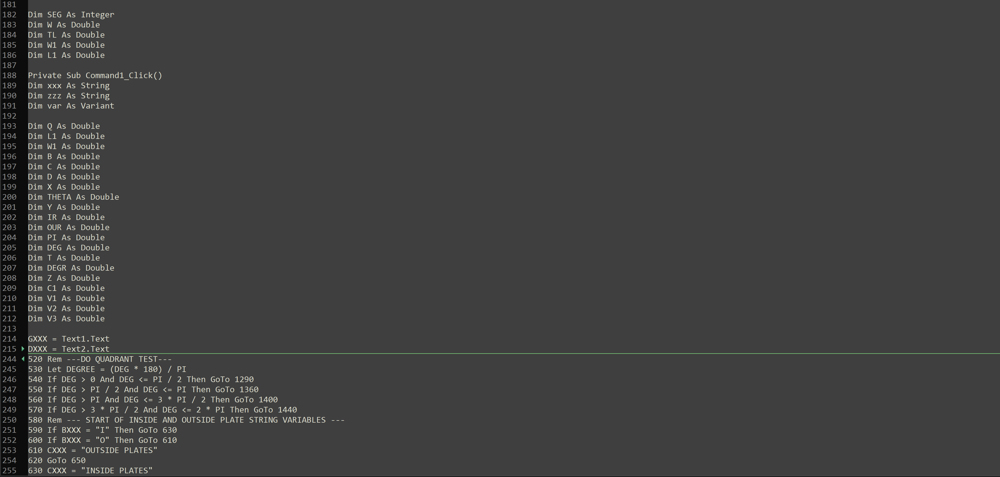 181
182 Dim SEG As Integer
183 Dim W As Double
184 Dim TL As Double
185 Dim W1 As Double
186 Dim L1 As Double
187
188 Private Sub Command1_Click()
189 Dim xxx As String
190 Dim zzz As String
191 Dim var As Variant
192
193 Dim Q As Double
194 Dim L1 As Double
195 Dim W1 As Double
196 Dim B As Double
197 Dim C As Double
198 Dim D As Double
199 Dim X As Double
200 Dim THETA As Double
201 Dim Y As Double
202 Dim IR As Double
203 Dim OUR As Double
204 Dim PI As Double
205 Dim DEG As Double
206 Dim T As Double
207 Dim DEGR As Double
208 Dim Z As Double
209 Dim C1 As Double
210 Dim V1 As Double
211 Dim V2 As Double
212 Dim V3 As Double
213
214 GXXX = Text1.Text
215 DXXX = Text2.Text
244 520 Rem ---DO QUADRANT TEST---
245 530 Let DEGREE = (DEG * 180) / PI
246 540 If DEG > 0 And DEG <= PI / 2 Then GoTo 1290
247 550 If DEG > PI / 2 And DEG <= PI Then GoTo 1360
248 560 If DEG > PI And DEG <= 3 * PI / 2 Then GoTo 1400
249 570 If DEG > 3 * PI / 2 And DEG <= 2 * PI Then GoTo 1440
250 580 Rem --- START OF INSIDE AND OUTSIDE PLATE STRING VARIABLES ---
251 590 If BXXX = "I" Then GoTo 630
252 600 If BXXX = "O" Then GoTo 610
253 610 CXXX = "OUTSIDE PLATES"
254 620 GoTo 650
255 630 CXXX = "INSIDE PLATES"